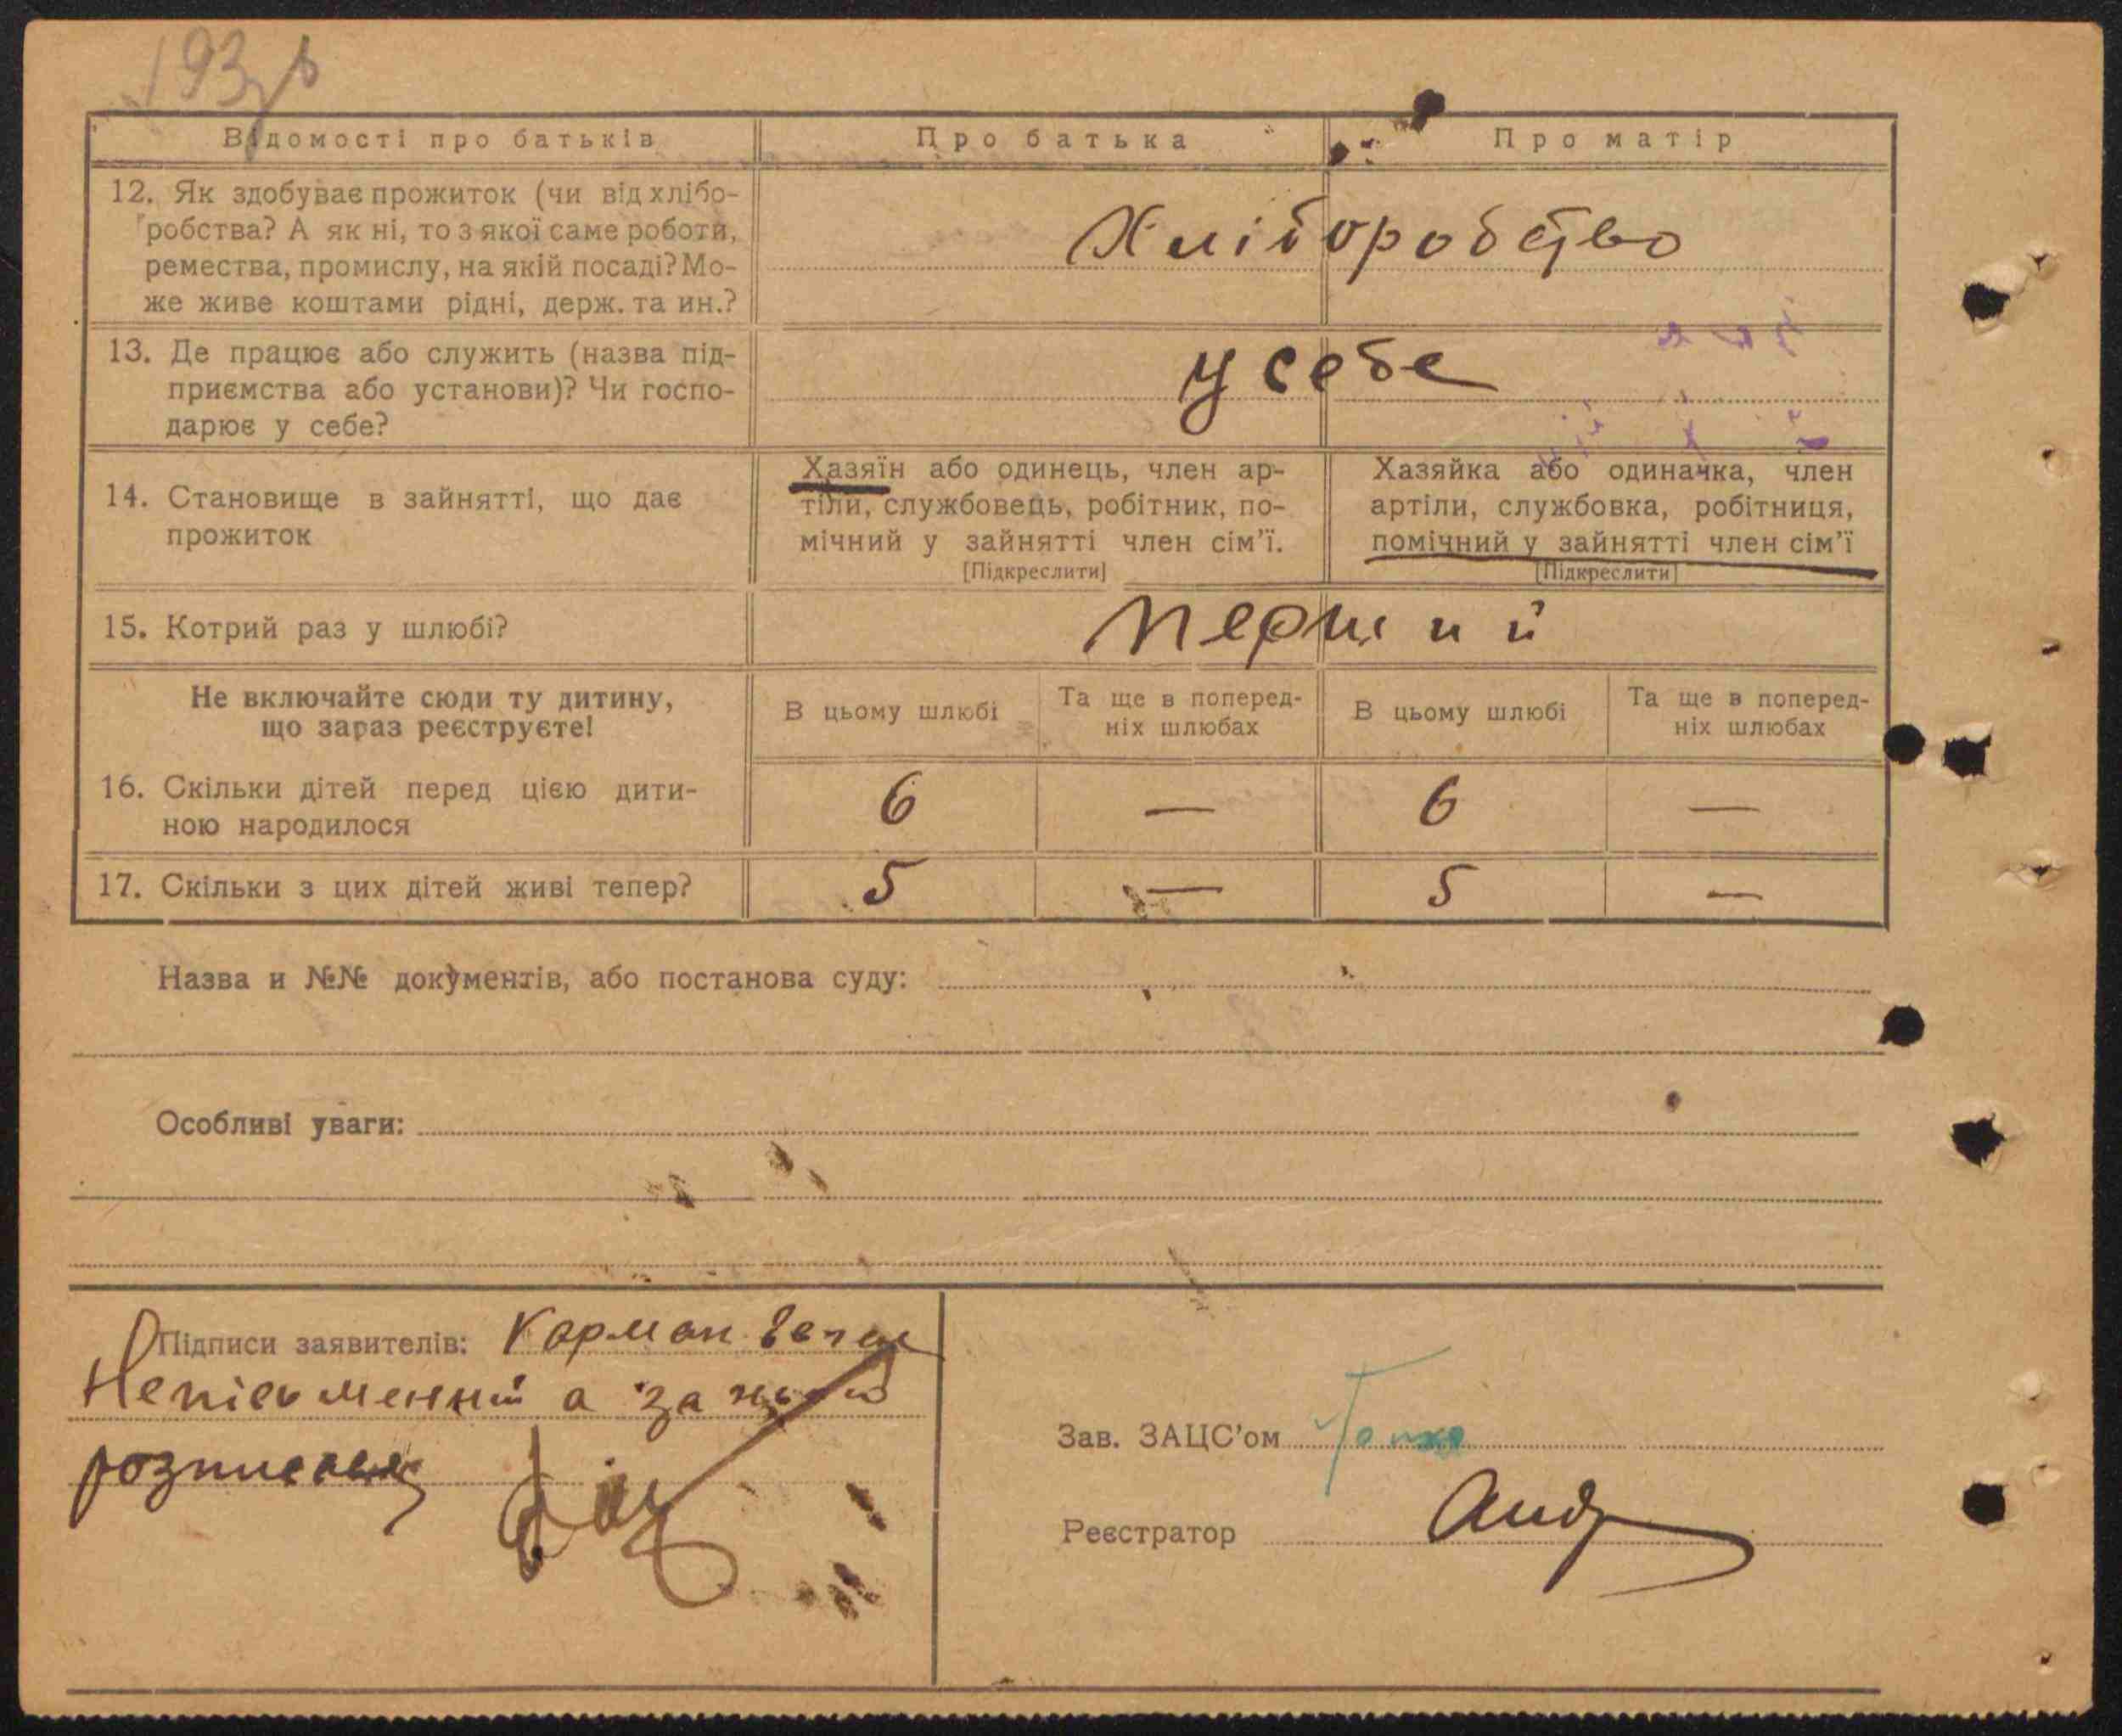 Відомості про батьків
Про батька
Про матір
12. Як здобуває прожиток (чи від хлібо-
робства? А як ні, то з якої саме роботи,
ремества, промислу, на якій посаді? Мо-
же живе коштами рідні, держ. та ин.?
Хліборобство
13. Де працює або служить (назва під-
приємства або установи)? Чи госпо-
дарює у себе?
у себе
14. Становище в зайнятті, що дає
прожиток
Хазяїн або одинець, член ар-
тіли, службовець, робітник, по-
мічний у зайнятті член сім'ї.
[Підкреслити]
Хазяйка або одиначка, член
артіли, службовка, робітниця,
помічний у зайнятті член сім'ї
[Підкреслити]
15. Котрий раз у шлюбі?
Перший
Не включайте сюди ту дитину,
що зараз реєструєте!
В цьому шлюбі
Та ще в поперед-
ніх шлюбах
В цьому шлюбі
Та ще в поперед-
ніх шлюбах
16. Скільки дітей перед цією дити-
ною народилося
6 — 6 —
17. Скільки з цих дітей живі тепер?
5 — 5 —
Назва и №№ документів, або постанова суду:
Особливі уваги:
Підписи заявителів: Карман
Неписьменний а за
Зав. ЗАЦС'ом
Реєстратор